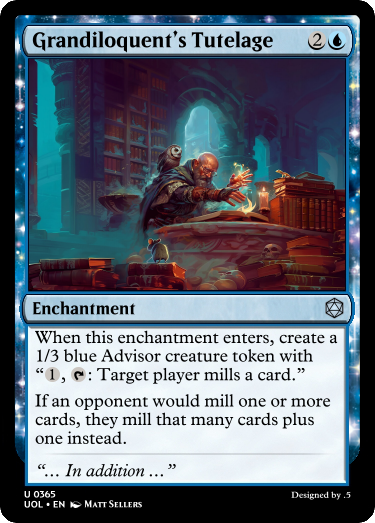 Grandiloquent's Tutelage 2
Enchantment
When this enchantment enters, create a
1/3 blue Advisor creature token with
“1, : Target player mills a card.”
If an opponent would mill one or more
cards, they mill that many cards plus
one instead.
“… In addition …”
U 0365
UOL • EN Matt Sellers
Designed by .5